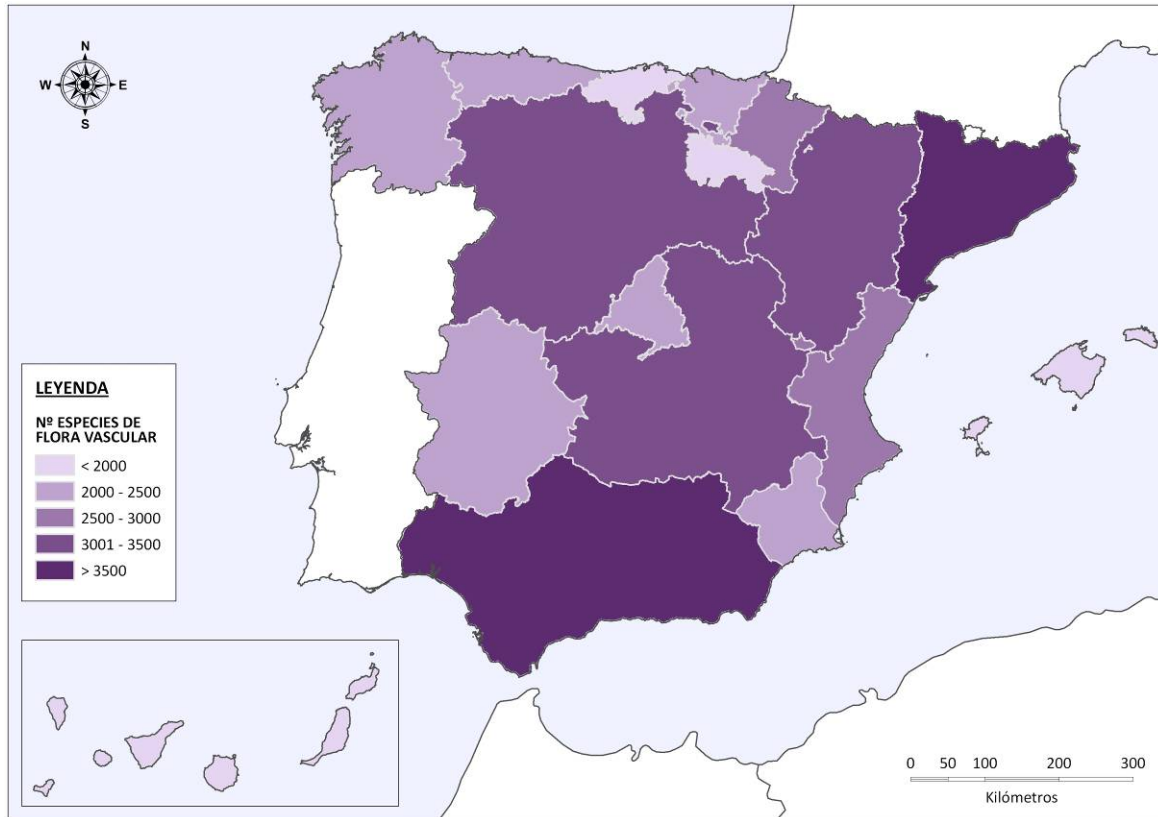 N
W E
S
LEYENDA
Nº ESPECIES DE
FLORA VASCULAR
< 2000
2000 - 2500
2500 - 3000
3001 - 3500
> 3500
0 50 100 200 300
Kilómetros